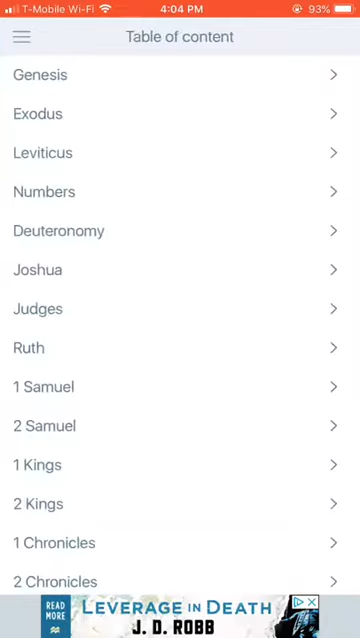 T-Mobile Wi-Fi 4:04 PM 93%
Table of content
Genesis
Exodus
Leviticus
Numbers
Deuteronomy
Joshua
Judges
Ruth
1 Samuel
2 Samuel
1 Kings
2 Kings
1 Chronicles
2 Chronicles
READ
MORE
LEVERAGE IN DEATH
J. D. ROBB